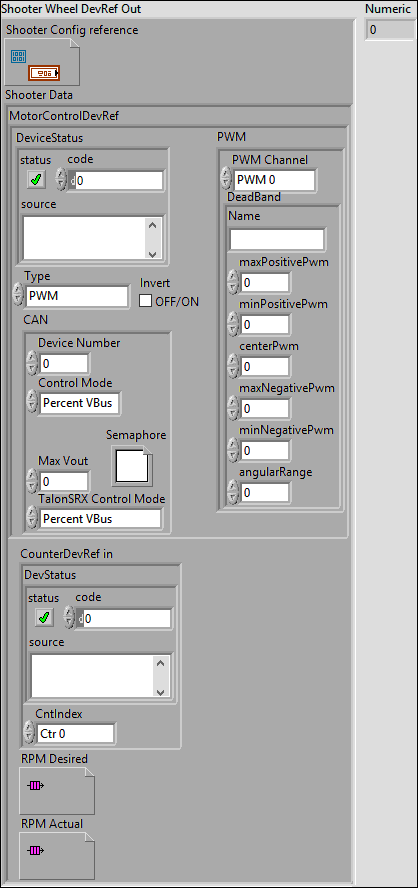 Shooter Wheel DevRef Out
Numeric
0
Shooter Config reference
Shooter Data
MotorControlDevRef
DeviceStatus
status
code
d0
source
Type
PWM
Invert
OFF/ON
CAN
Device Number
0
Control Mode
Percent VBus
Semaphore
Max Vout
0
TalonSRX Control Mode
Percent VBus
PWM
PWM Channel
PWM 0
DeadBand
Name
maxPositivePwm
0
minPositivePwm
0
centerPwm
0
maxNegativePwm
0
minNegativePwm
0
angularRange
0
CounterDevRef in
DevStatus
status
code
d0
source
CntIndex
Ctr 0
RPM Desired
RPM Actual